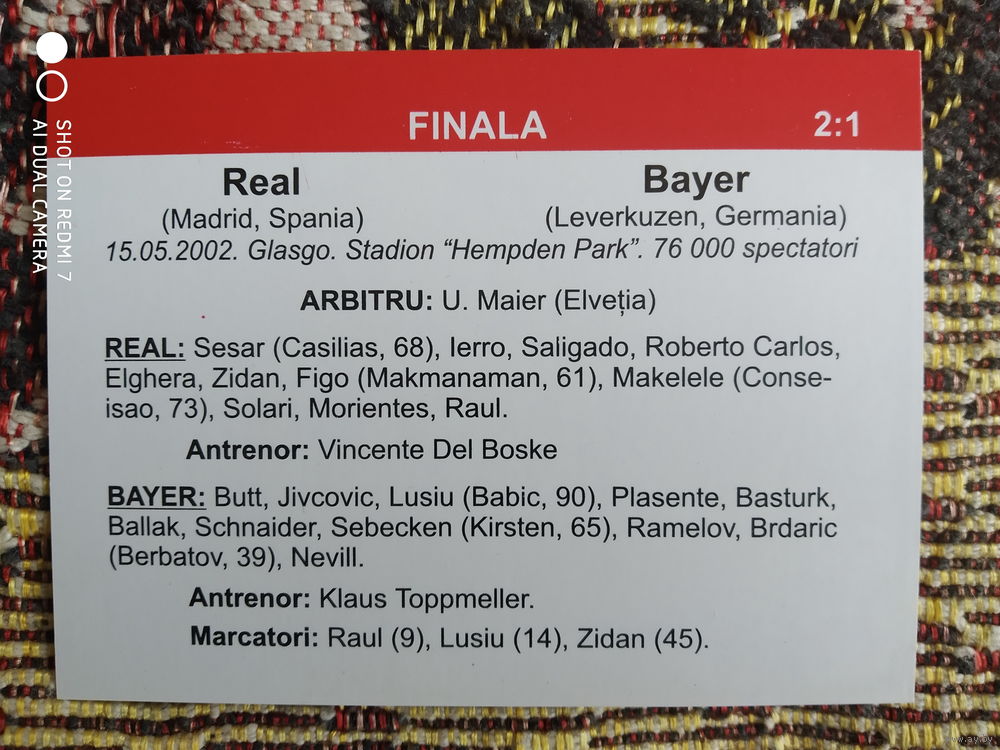 FINALA 2:1
Real Bayer
(Madrid, Spania) (Leverkuzen, Germania)
15.05.2002. Glasgo. Stadion “Hempden Park”. 76 000 spectatori
ARBITRU: U. Maier (Elveția)
REAL: Sesar (Casilias, 68), Ierro, Saligado, Roberto Carlos,
Elghera, Zidan, Figo (Makmanaman, 61), Makelele (Conse-
isao, 73), Solari, Morientes, Raul.
Antrenor: Vincente Del Boske
BAYER: Butt, Jivcovic, Lusiu (Babic, 90), Plasente, Basturk,
Ballak, Schnaider, Sebecken (Kirsten, 65), Ramelov, Brdaric
(Berbatov, 39), Nevill.
Antrenor: Klaus Toppmeller.
Marcatori: Raul (9), Lusiu (14), Zidan (45).
SHOT ON REDMI 7
AI DUAL CAMERA